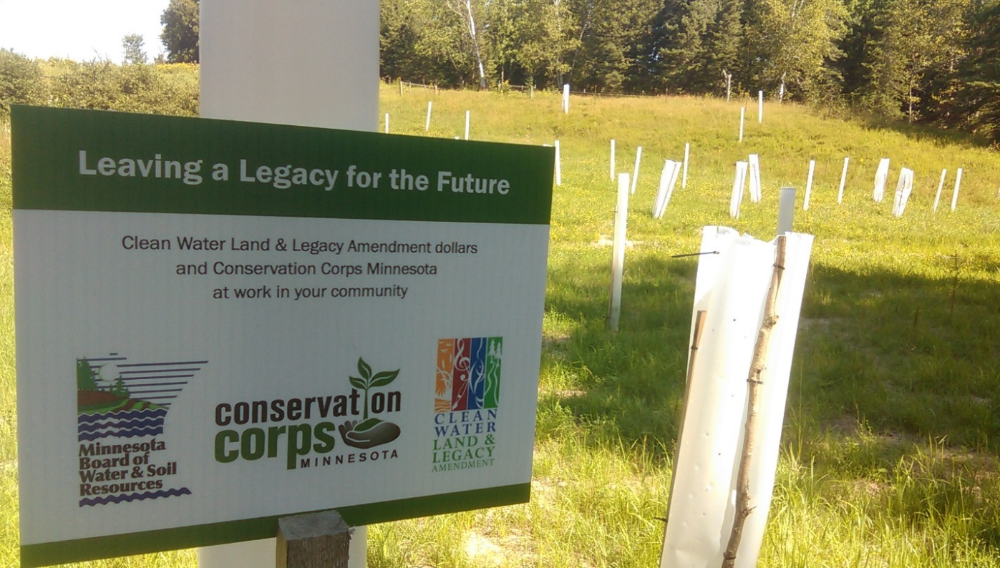 Leaving a Legacy for the Future
Clean Water Land & Legacy Amendment dollars
and Conservation Corps Minnesota
at work in your community
Minnesota
Board of
Water & Soil
Resources
conservation
corps
MINNESOTA
CLEAN
WATER
LAND &
LEGACY
AMENDMENT